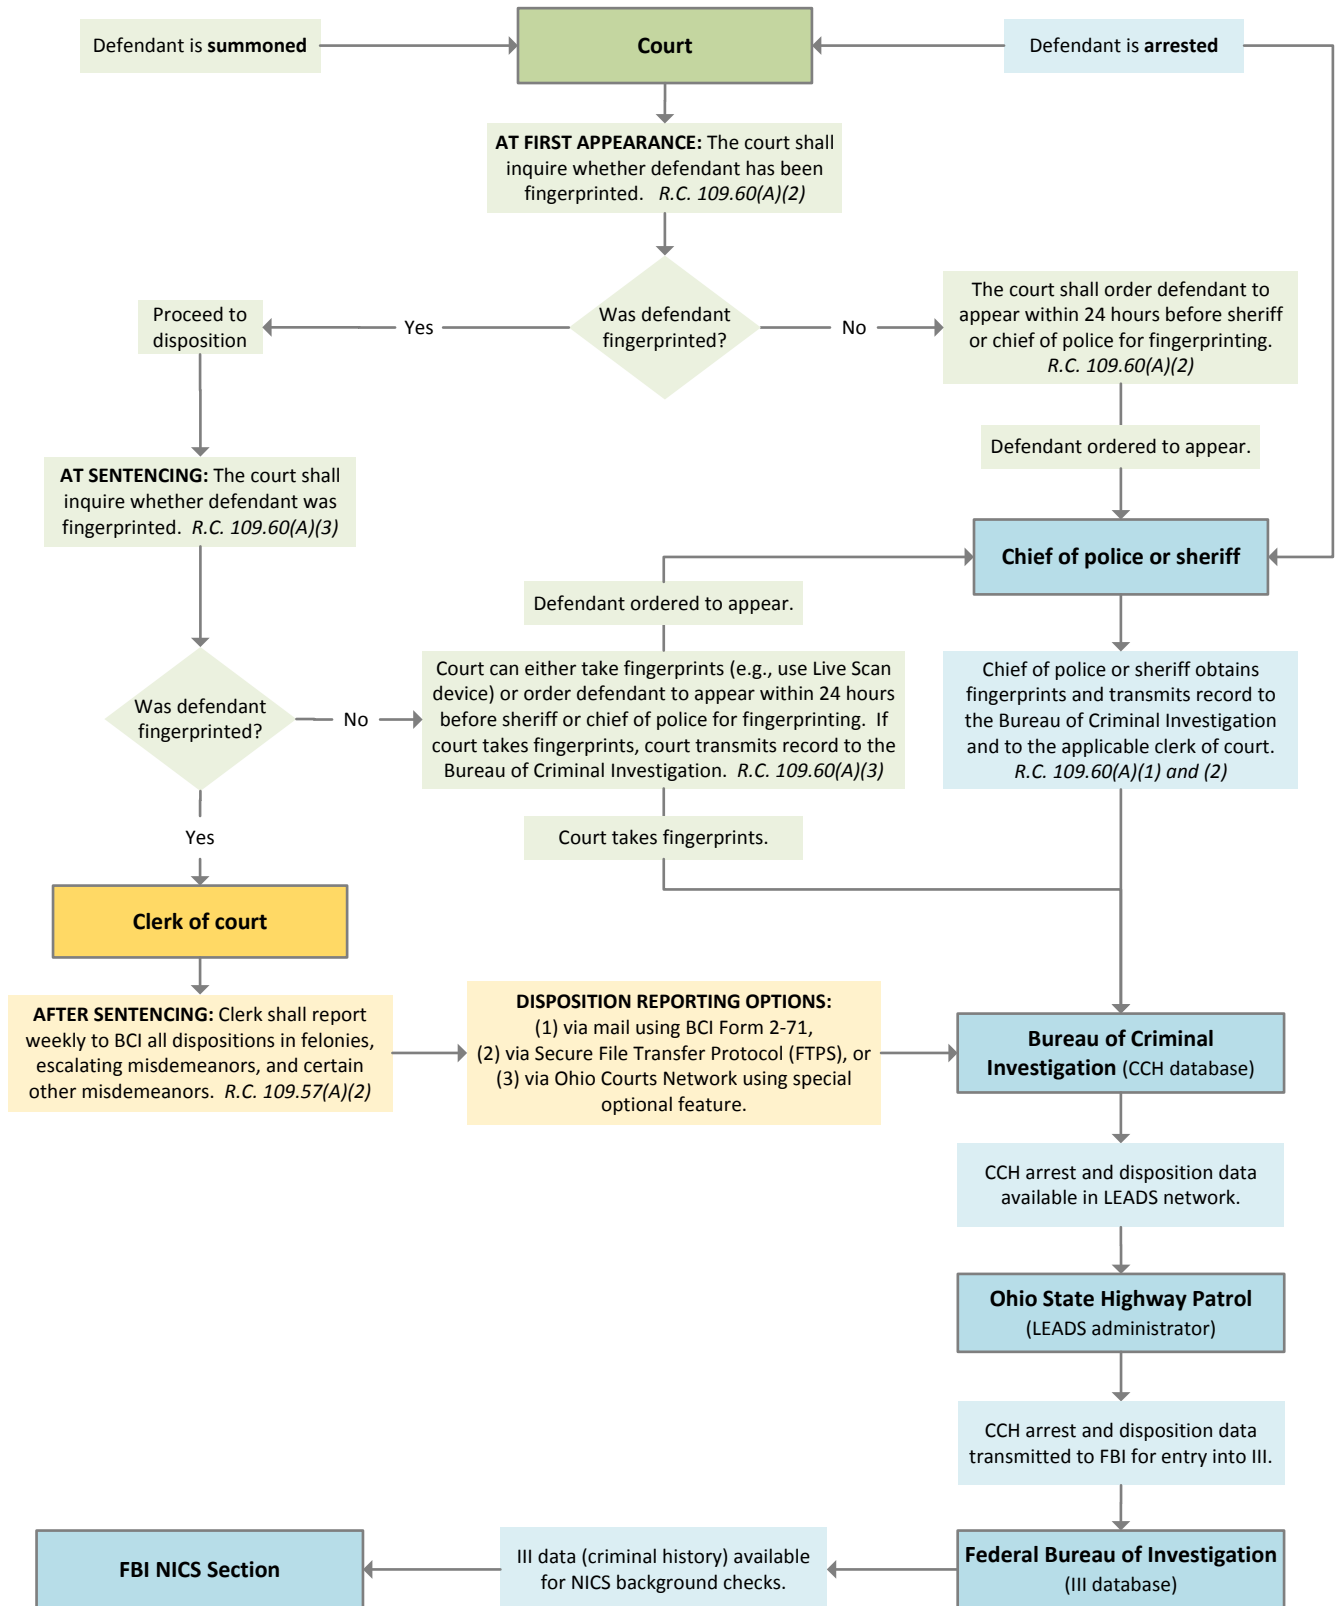 Defendant is summoned
Court
Defendant is arrested
AT FIRST APPEARANCE: The court shall
inquire whether defendant has been
fingerprinted. R.C. 109.60(A)(2)
Proceed to
disposition
Yes
Was defendant
fingerprinted?
No
The court shall order defendant to
appear within 24 hours before sheriff
or chief of police for fingerprinting.
R.C. 109.60(A)(2)
Defendant ordered to appear.
AT SENTENCING: The court shall
inquire whether defendant was
fingerprinted. R.C. 109.60(A)(3)
Chief of police or sheriff
Defendant ordered to appear.
Was defendant
fingerprinted?
No
Court can either take fingerprints (e.g., use Live Scan
device) or order defendant to appear within 24 hours
before sheriff or chief of police for fingerprinting. If
court takes fingerprints, court transmits record to the
Bureau of Criminal Investigation. R.C. 109.60(A)(3)
Chief of police or sheriff obtains
fingerprints and transmits record to
the Bureau of Criminal Investigation
and to the applicable clerk of court.
R.C. 109.60(A)(1) and (2)
Yes
Court takes fingerprints.
Clerk of court
AFTER SENTENCING: Clerk shall report
weekly to BCI all dispositions in felonies,
escalating misdemeanors, and certain
other misdemeanors. R.C. 109.57(A)(2)
DISPOSITION REPORTING OPTIONS:
(1) via mail using BCI Form 2-71,
(2) via Secure File Transfer Protocol (FTPS), or
(3) via Ohio Courts Network using special
optional feature.
Bureau of Criminal
Investigation (CCH database)
CCH arrest and disposition data
available in LEADS network.
Ohio State Highway Patrol
(LEADS administrator)
CCH arrest and disposition data
transmitted to FBI for entry into III.
FBI NICS Section
III data (criminal history) available
for NICS background checks.
Federal Bureau of Investigation
(III database)